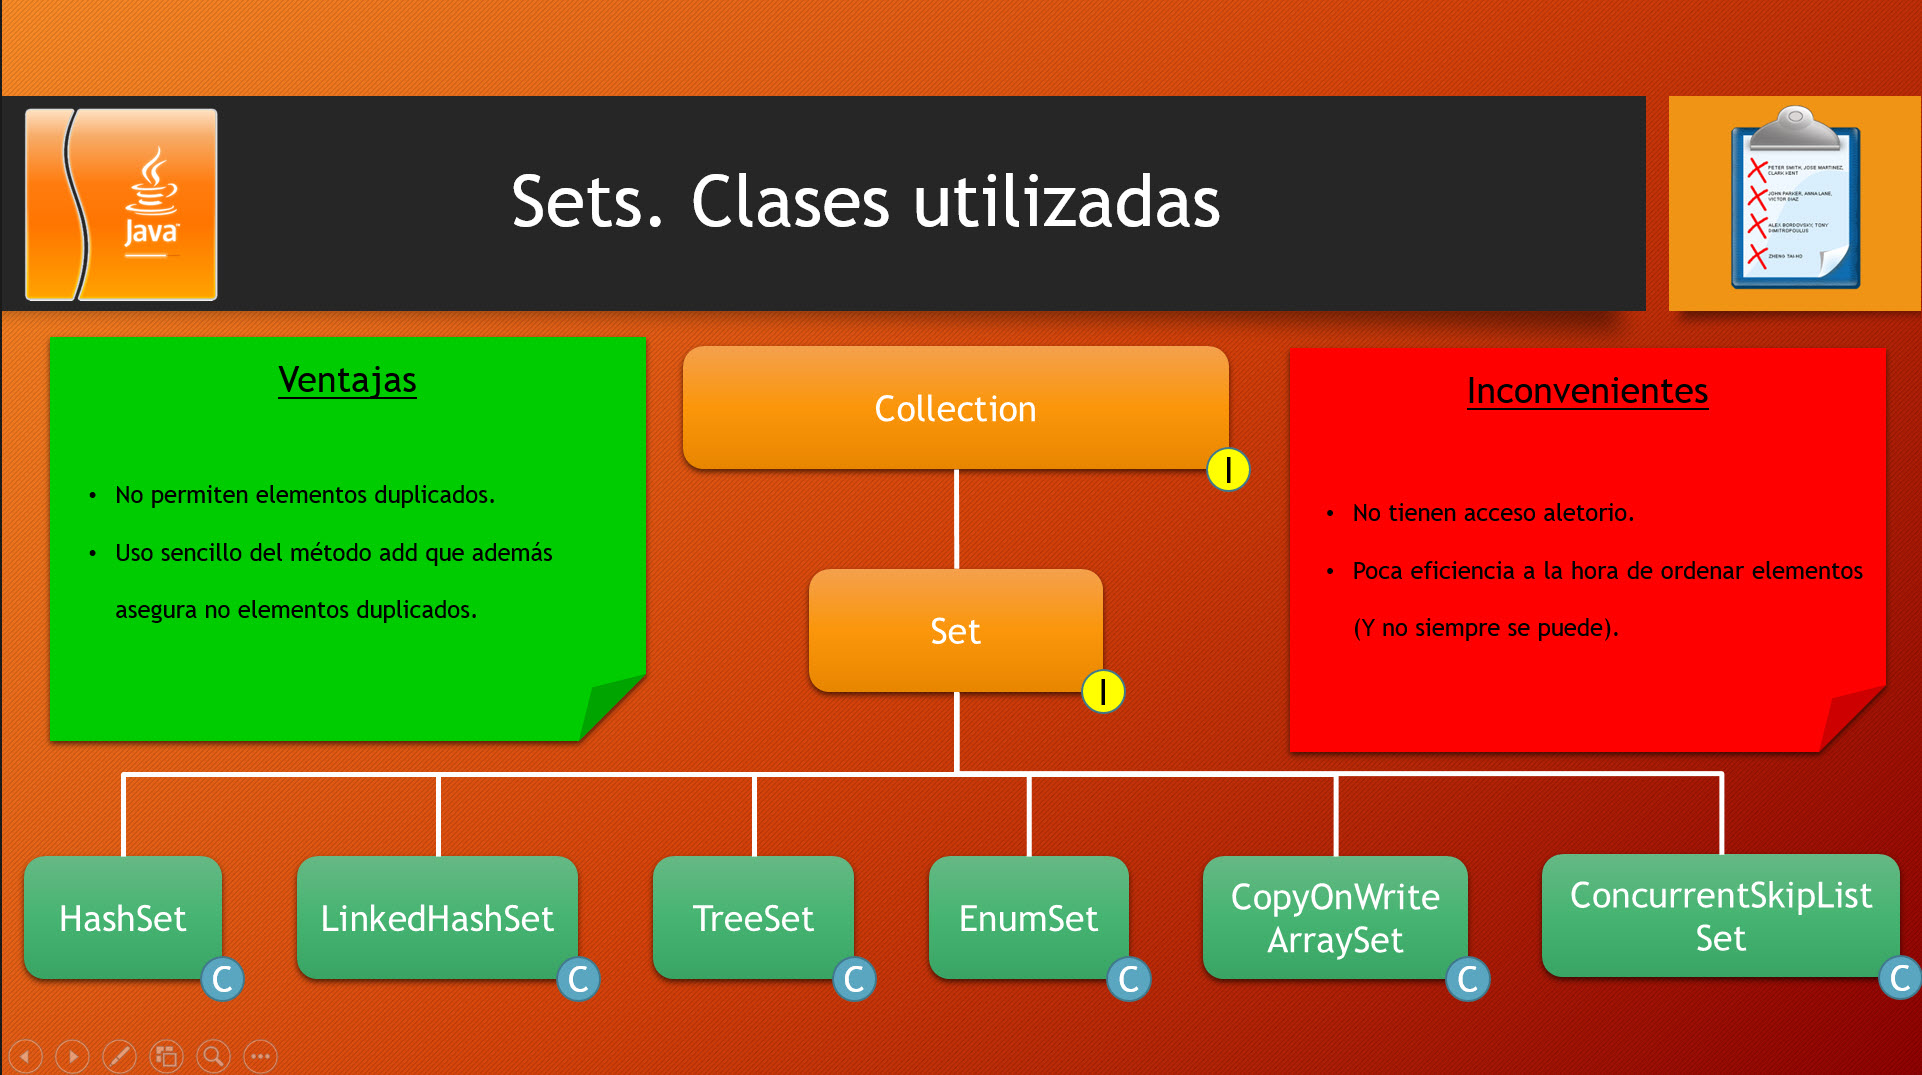 Java
Sets. Clases utilizadas
PETER SMITH, JOSE MARTINEZ,
CLARK KENT
JOHN PARKER, ANNA LANE,
VICTOR DIAZ
ALEX BORDOVSKY, TONY
DIMITROPOULUS
ZHENG TAI-HO
Ventajas
• No permiten elementos duplicados.
• Uso sencillo del método add que además
asegura no elementos duplicados.
Collection
I
Set
I
Inconvenientes
• No tienen acceso aletorio.
• Poca eficiencia a la hora de ordenar elementos
(Y no siempre se puede).
HashSet
C
LinkedHashSet
C
TreeSet
C
EnumSet
C
CopyOnWrite
ArraySet
C
ConcurrentSkipList
Set
C